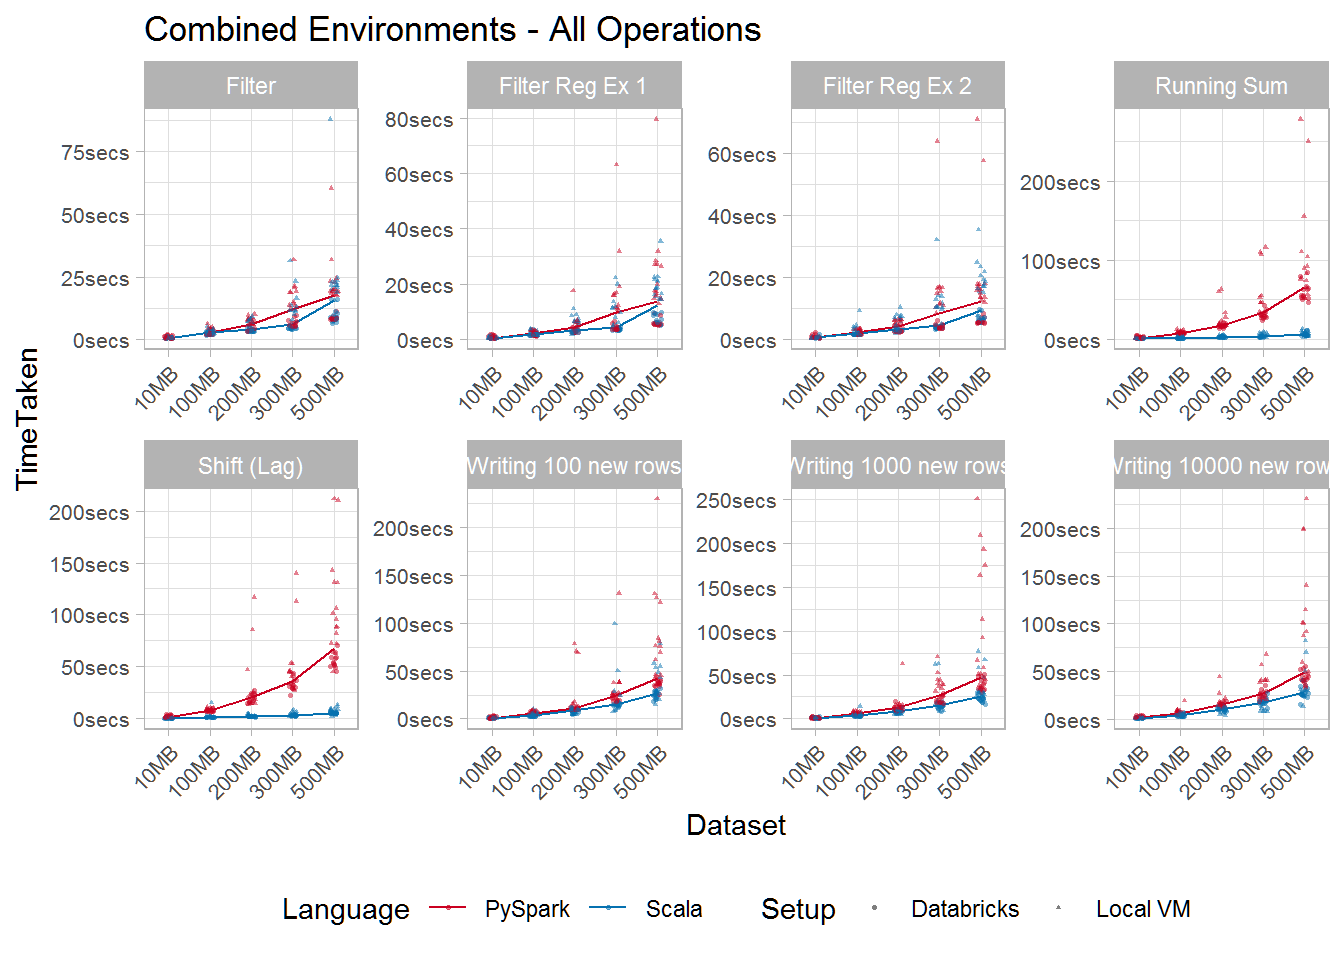 Combined Environments - All Operations
Filter
Filter Reg Ex 1
Filter Reg Ex 2
Running Sum
75secs
50secs
25secs
0secs
80secs
60secs
40secs
20secs
0secs
60secs
40secs
20secs
0secs
200secs
100secs
0secs
10MB
100MB
200MB
300MB
500MB
10MB
100MB
200MB
300MB
500MB
10MB
100MB
200MB
300MB
500MB
10MB
100MB
200MB
300MB
500MB
TimeTaken
Shift (Lag)
Writing 100 new rows
Writing 1000 new rows
Writing 10000 new row
200secs
150secs
100secs
50secs
0secs
200secs
150secs
100secs
50secs
0secs
250secs
200secs
150secs
100secs
50secs
0secs
200secs
150secs
100secs
50secs
0secs
10MB
100MB
200MB
300MB
500MB
10MB
100MB
200MB
300MB
500MB
10MB
100MB
200MB
300MB
500MB
10MB
100MB
200MB
300MB
500MB
Dataset
Language PySpark Scala Setup Databricks Local VM